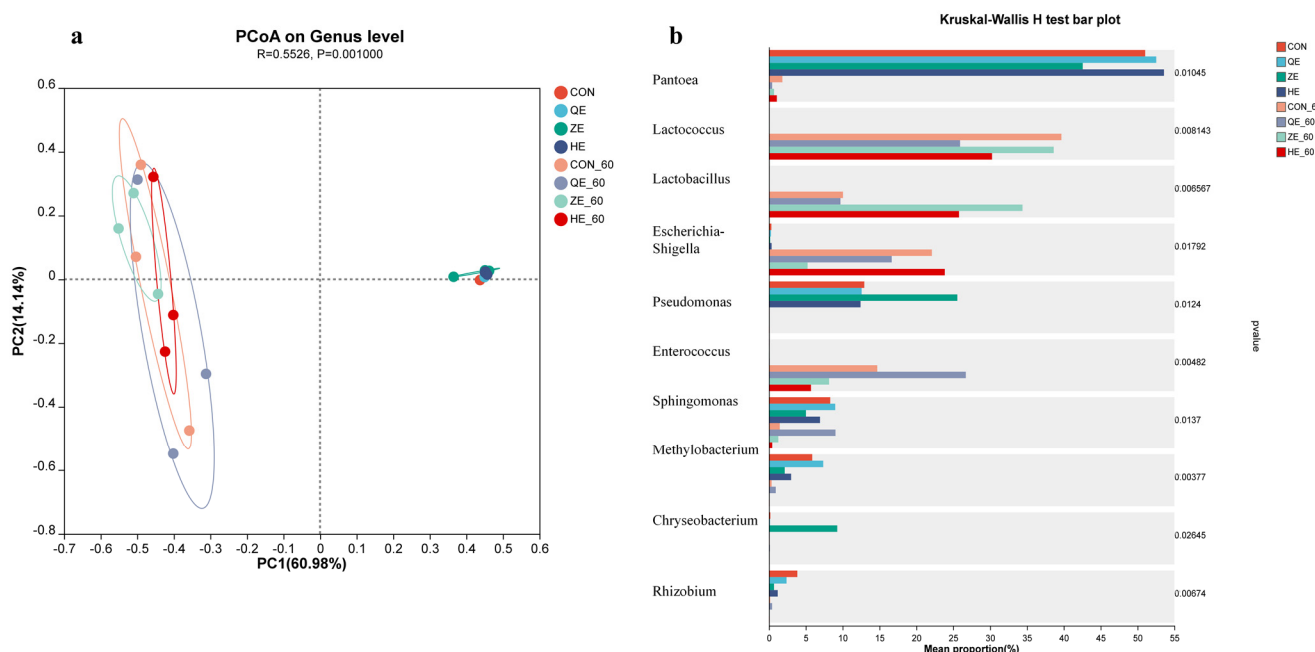 a
PCoA on Genus level
R=0.5526, P=0.001000
0.6
0.4
0.2
0
-0.2
-0.4
-0.6
-0.8
PC2(14.14%)
-0.7 -0.6 -0.5 -0.4 -0.3 -0.2 -0.1 0 0.1 0.2 0.3 0.4 0.5 0.6
PC1(60.98%)
CON
QE
ZE
HE
CON_60
QE_60
ZE_60
HE_60
b
Kruskal-Wallis H test bar plot
Pantoea
Lactococcus
Lactobacillus
Escherichia-
Shigella
Pseudomonas
Enterococcus
Sphingomonas
Methylobacterium
Chryseobacterium
Rhizobium
0.01045
0.008143
0.006567
0.01792
0.0124
0.00482
0.0137
0.00377
0.02645
0.00674
pvalue
0 5 10 15 20 25 30 35 40 45 50 55
Mean proportion(%)
CON
QE
ZE
HE
CON_6
QE_60
ZE_60
HE_60